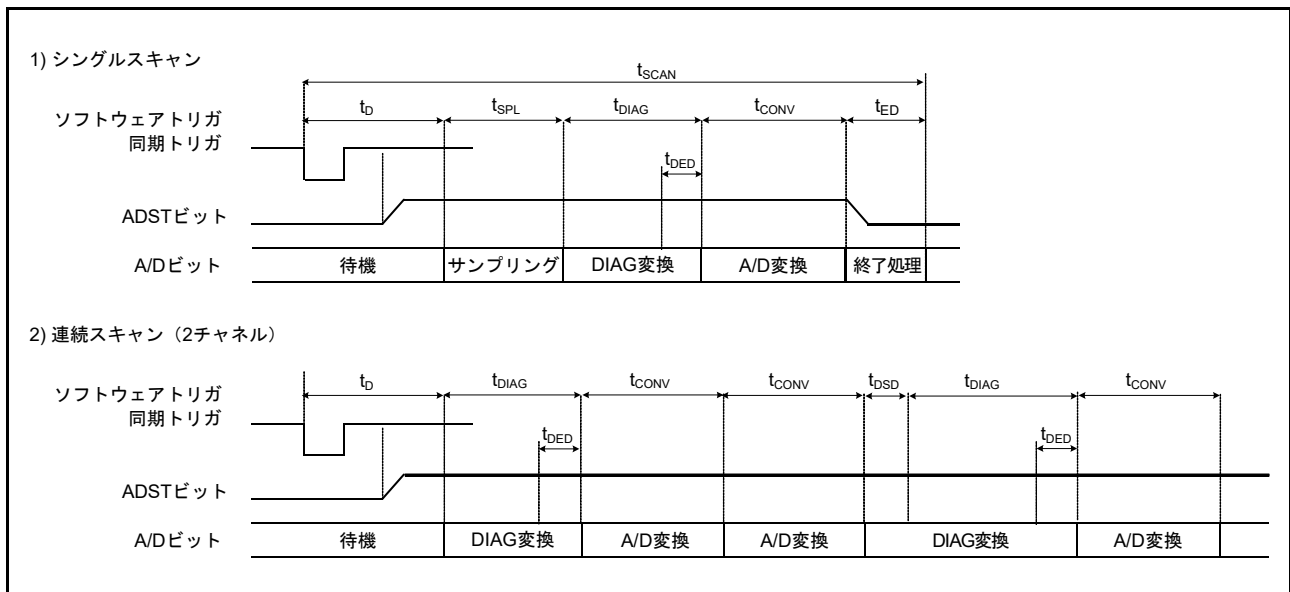 1) シングルスキャン
tSCAN
tD tSPL tDIAG tCONV tED
ソフトウェアトリガ
同期トリガ
tDED
ADSTビット
A/Dビット 待機 サンプリング DIAG変換 A/D変換 終了処理
2) 連続スキャン（2チャネル）
tD tDIAG tCONV tCONV tDSD tDIAG tCONV
ソフトウェアトリガ
同期トリガ
tDED tDED
ADSTビット
A/Dビット 待機 DIAG変換 A/D変換 A/D変換 DIAG変換 A/D変換